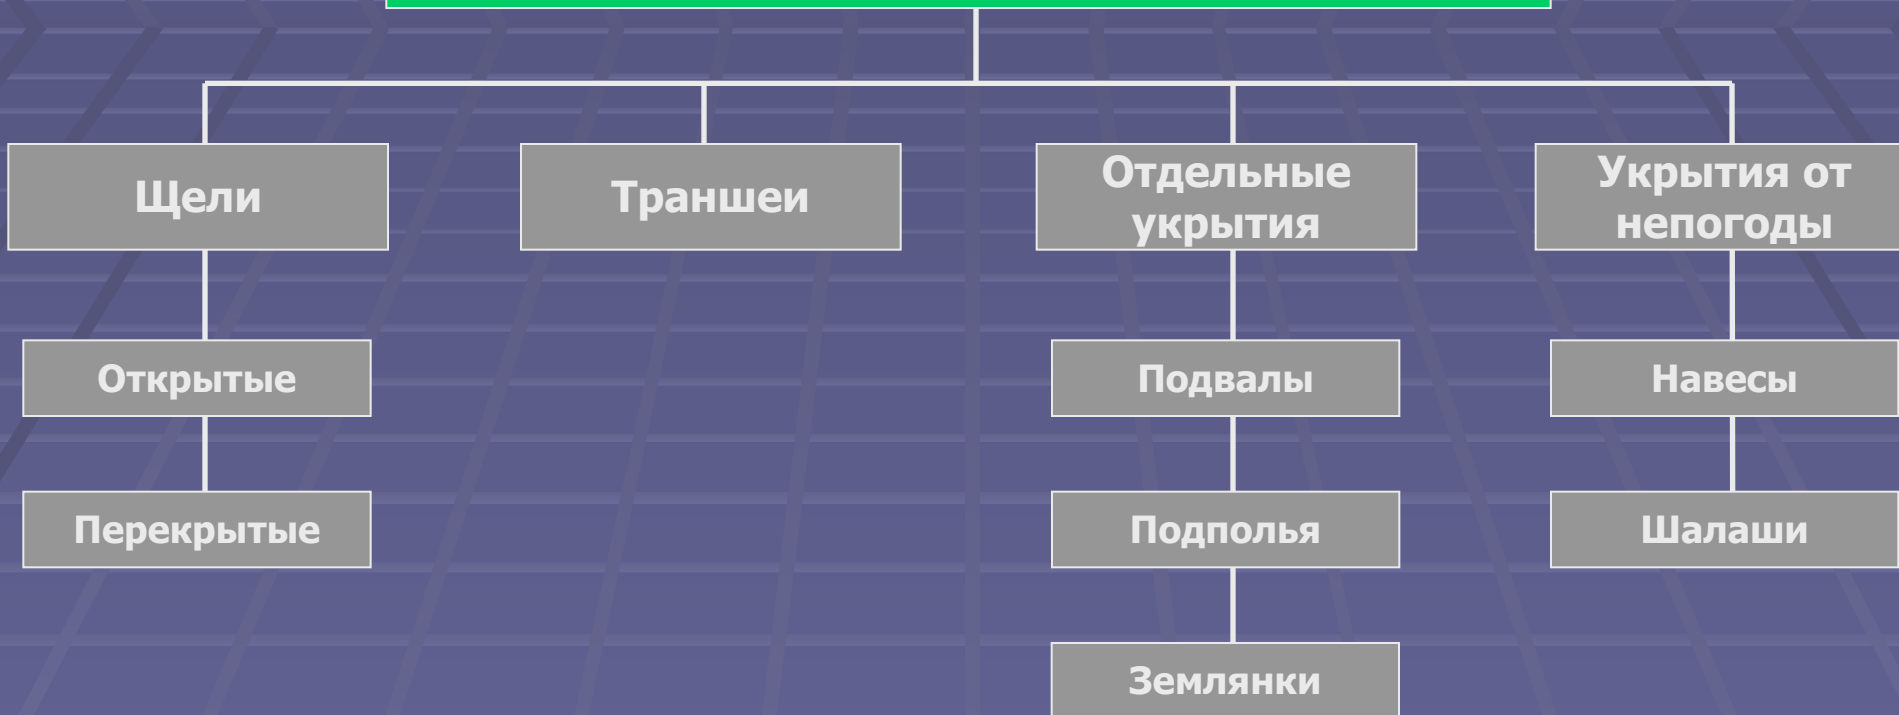 Щели
Траншеи
Отдельные
укрытия
Укрытия от
непогоды
Открытые
Подвалы
Навесы
Перекрытые
Подполья
Шалаши
Землянки